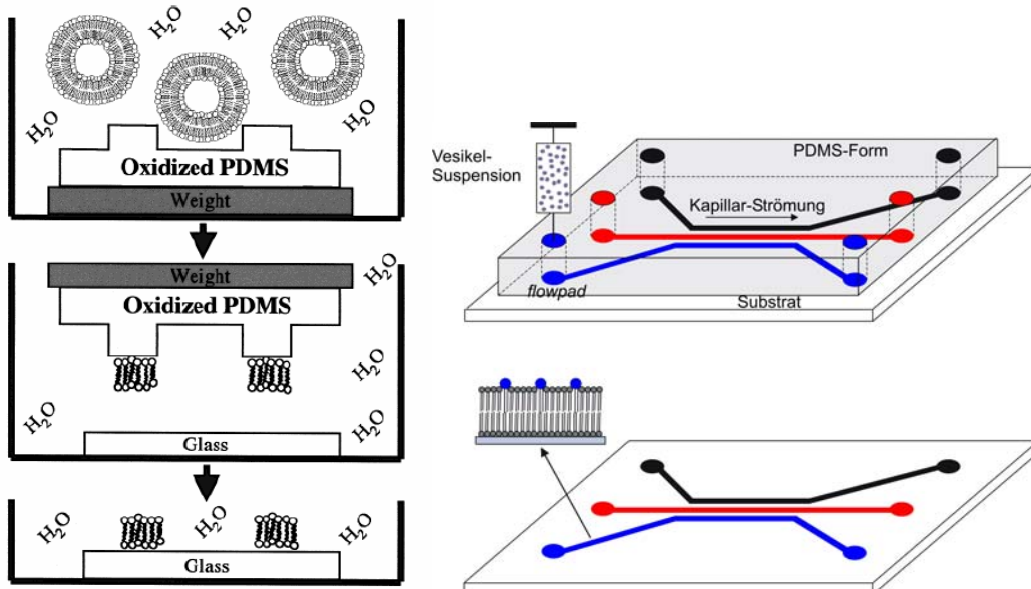 H₂O
H₂O
H₂O
H₂O
Oxidized PDMS
Weight
Weight
H₂O
Oxidized PDMS
H₂O
H₂O
H₂O
Glass
H₂O
H₂O
H₂O
Glass
Vesikel-
Suspension
PDMS-Form
Kapillar-Strömung
flowpad
Substrat